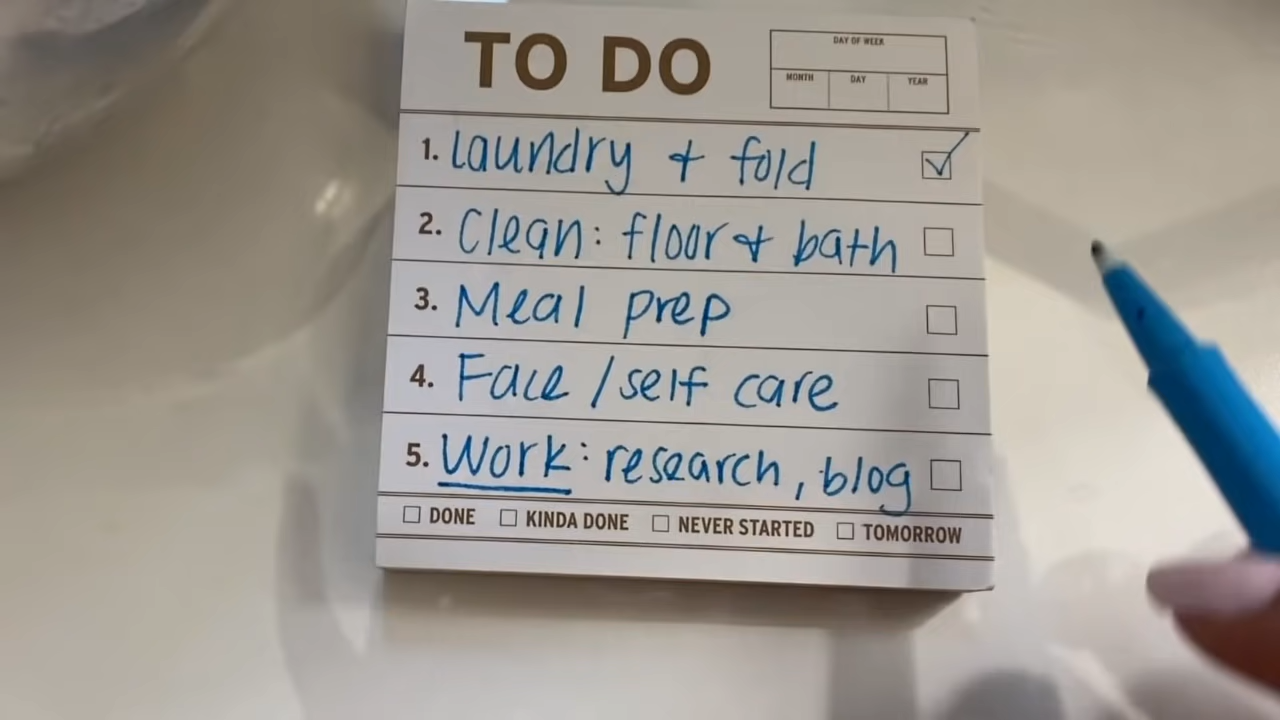 TO DO
DAY OF WEEK
MONTH DAY YEAR
1. Laundry + fold
2. Clean: floor + bath
3. Meal prep
4. Face / self care
5. Work: research, blog
DONE KINDA DONE NEVER STARTED TOMORROW